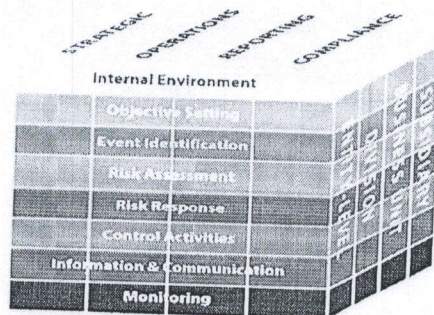 STRATEGIC
OPERATIONS
REPORTING
COMPLIANCE
Internal Environment
Objective Setting
Event Identification
Risk Assessment
Risk Response
Control Activities
Information & Communication
Monitoring
ENTITY-LEVEL
DIVISION
BUSINESS UNIT
SUBSIDIARY